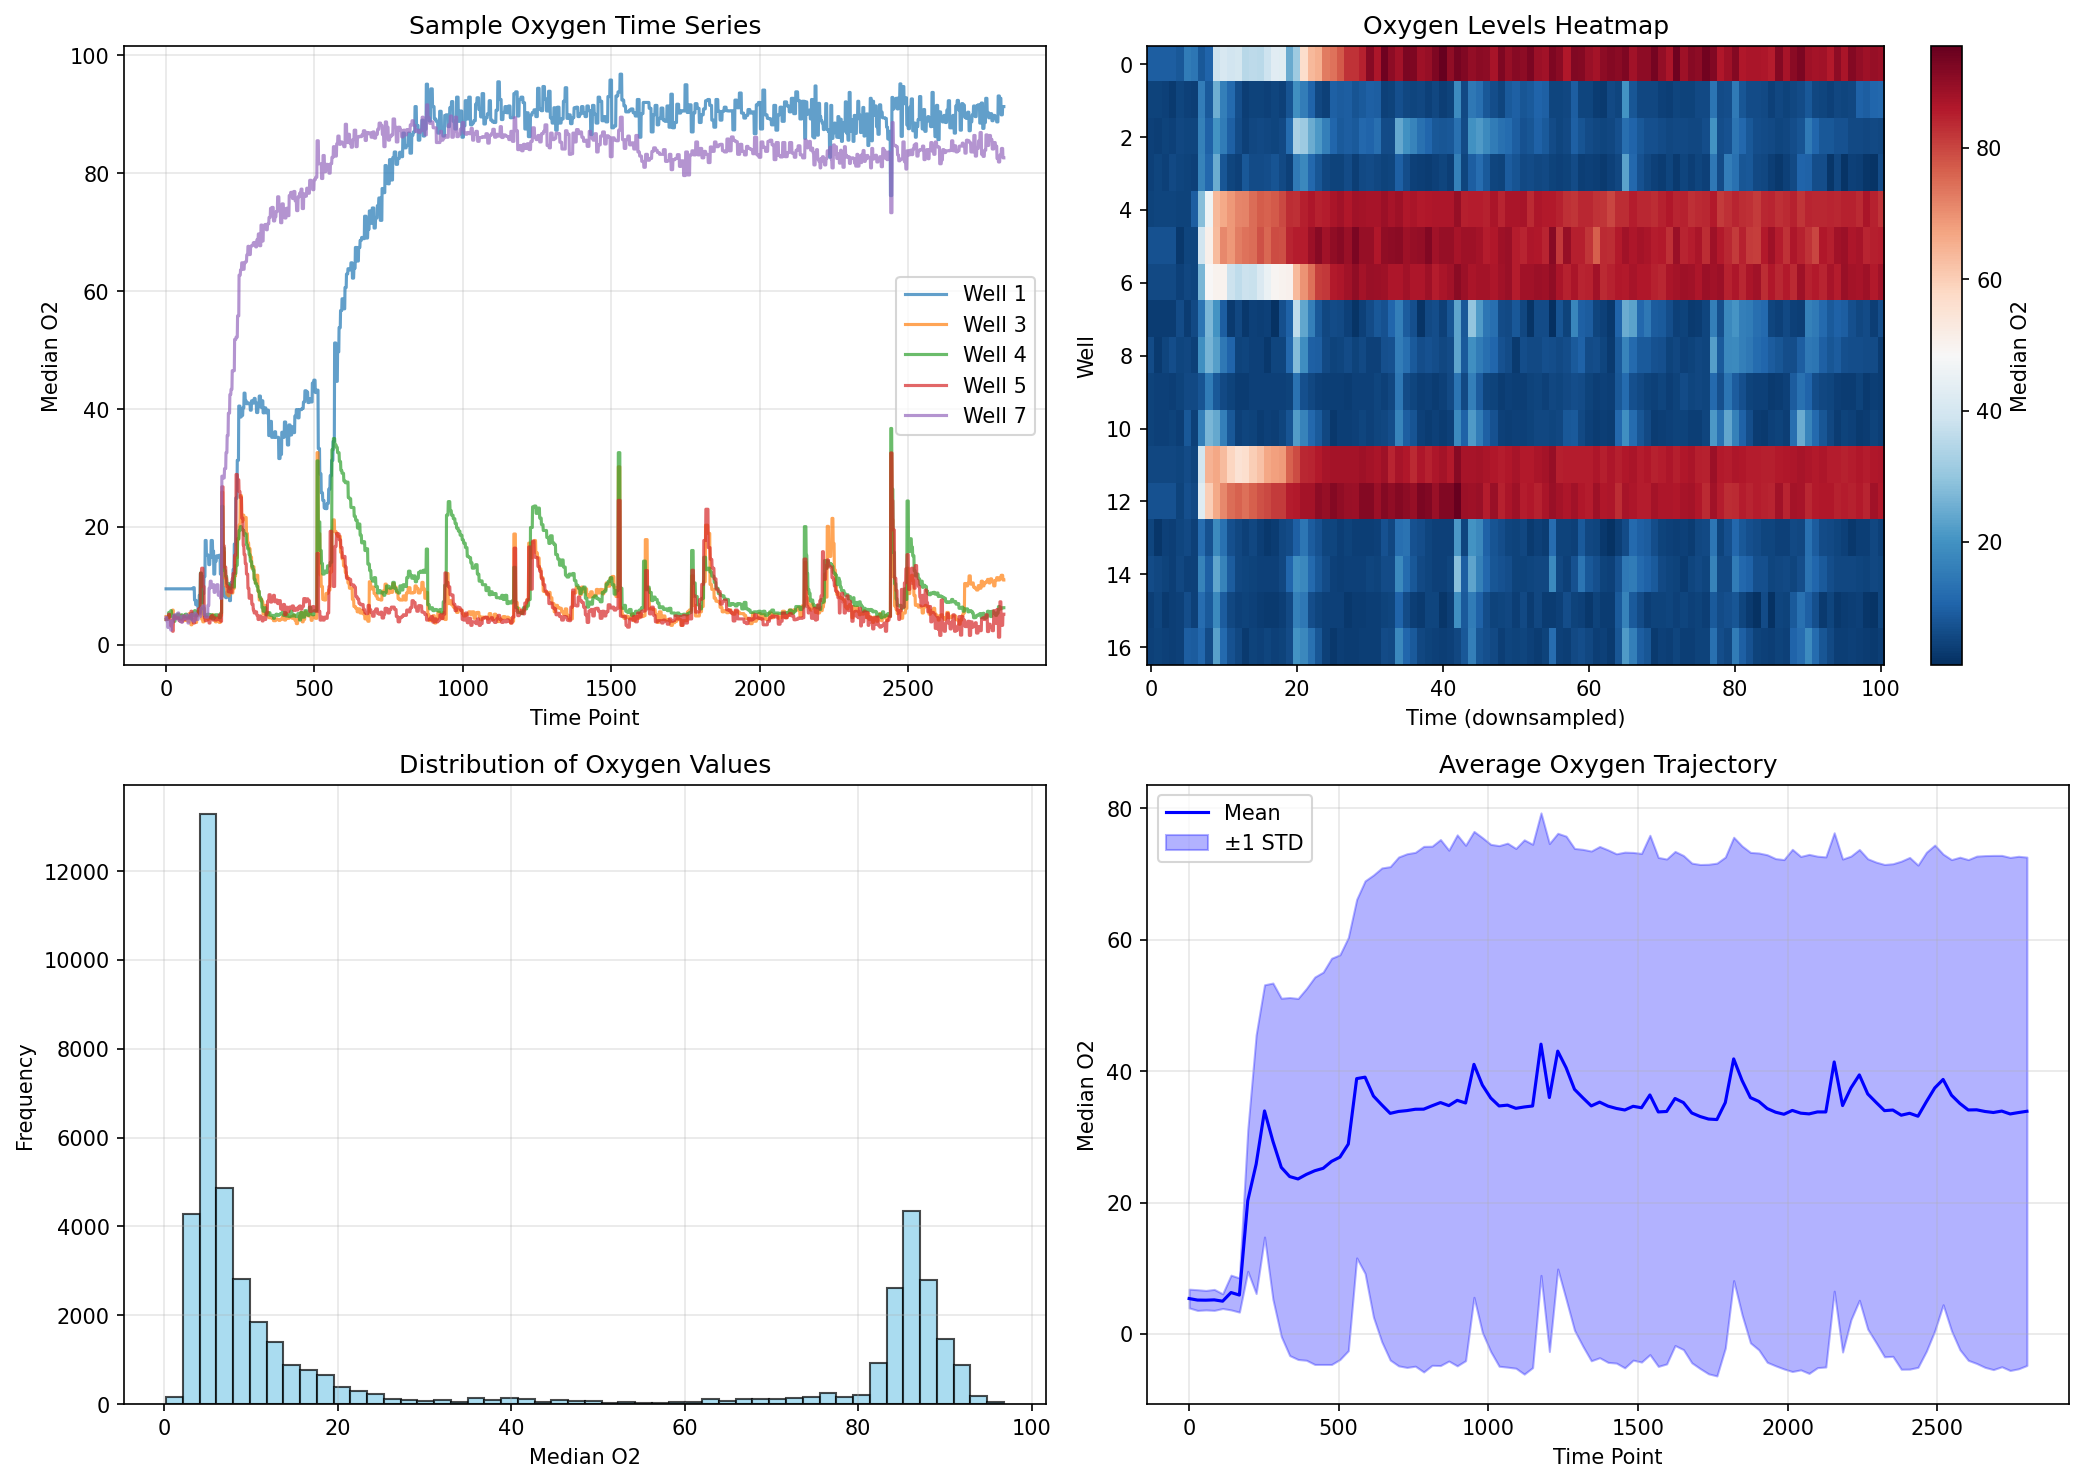 Sample Oxygen Time Series
100
80
60
40
20
0
Median O2
Well 1
Well 3
Well 4
Well 5
Well 7
0 500 1000 1500 2000 2500
Time Point
Oxygen Levels Heatmap
0
2
4
6
8
10
12
14
16
Well
0 20 40 60 80 100
Time (downsampled)
80
60
40
20
Median O2
Distribution of Oxygen Values
12000
10000
8000
6000
4000
2000
0
Frequency
0 20 40 60 80 100
Median O2
Average Oxygen Trajectory
80
60
40
20
0
Median O2
Mean
±1 STD
0 500 1000 1500 2000 2500
Time Point